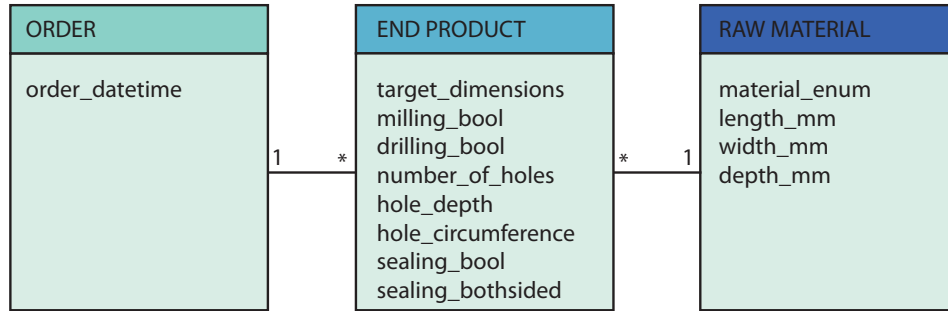 ORDER
order_datetime
1
*
END PRODUCT
target_dimensions
milling_bool
drilling_bool
number_of_holes
hole_depth
hole_circumference
sealing_bool
sealing_bothsided
*
1
RAW MATERIAL
material_enum
length_mm
width_mm
depth_mm